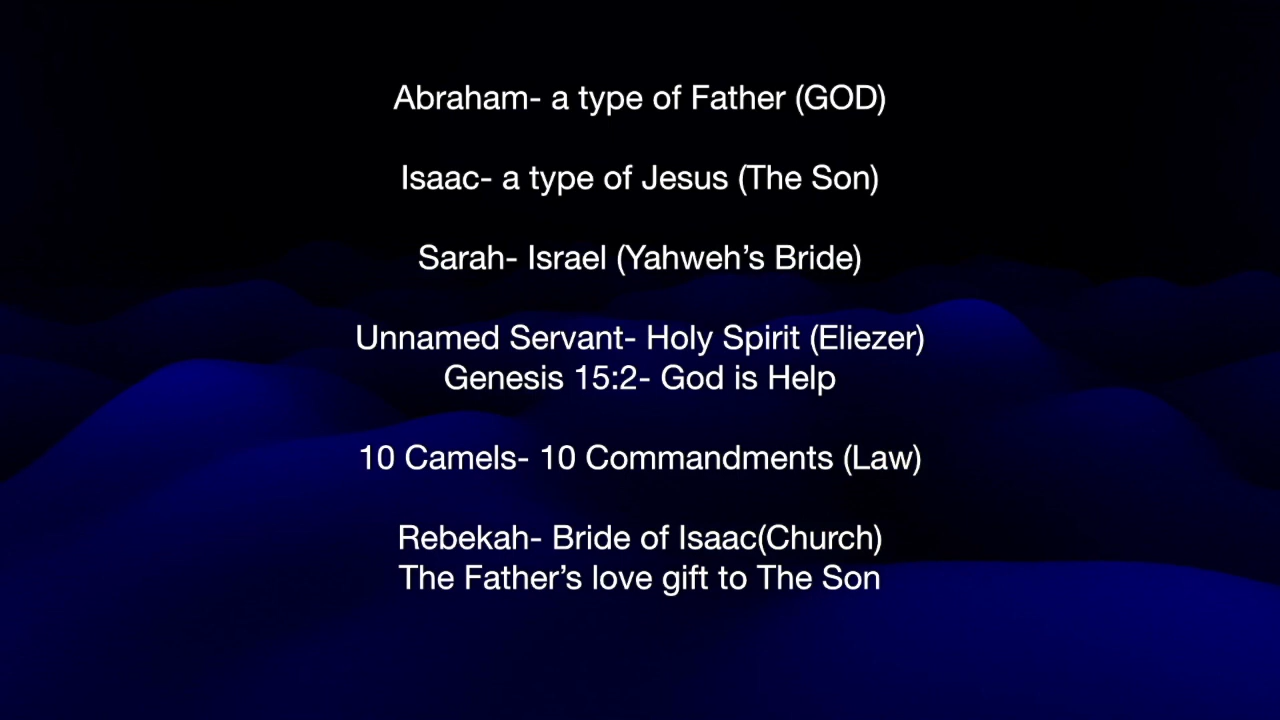 Abraham- a type of Father (GOD)
Isaac- a type of Jesus (The Son)
Sarah- Israel (Yahweh’s Bride)
Unnamed Servant- Holy Spirit (Eliezer)
Genesis 15:2- God is Help
10 Camels- 10 Commandments (Law)
Rebekah- Bride of Isaac(Church)
The Father’s love gift to The Son